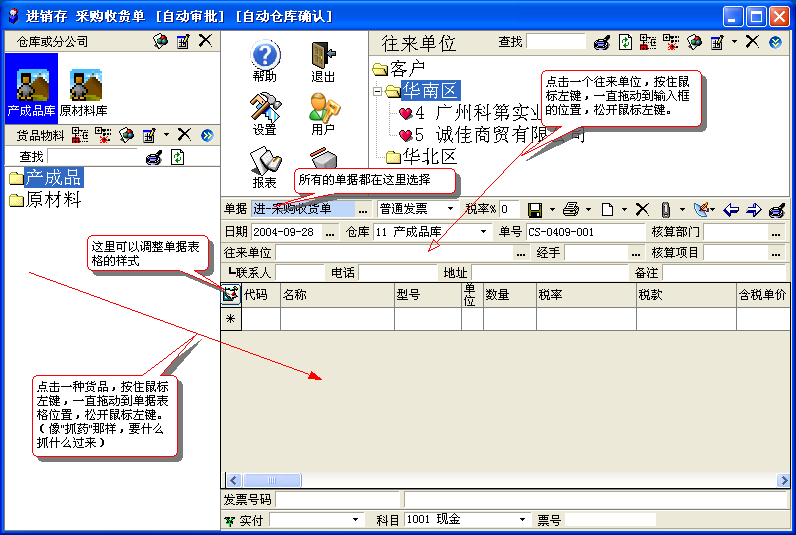 进销存 采购收货单 [自动审批] [自动仓库确认]
仓库或分公司
产成品库 原材料库
货品物料
查找
产成品
原材料
帮助 退出
设置 用户
报表
往来单位 查找
客户
华南区
4 广州科第实业
5 诚佳商贸有限公司
华北区
点击一个往来单位，按住鼠
标左键，一直拖动到输入框
的位置，松开鼠标左键。
所有的单据都在这里选择
单据 进-采购收货单 ... 普通发票 税率% 0
日期 2004-09-28 ... 仓库 11 产成品库 单号 CS-0409-001 核算部门 ...
往来单位 ... 经手 ... 核算项目 ...
┗联系人 电话 地址 备注
这里可以调整单据表
格的样式
代码 名称 型号 单位 数量 税率 税款 含税单价
*
点击一种货品，按住鼠标
左键，一直拖动到单据表
格位置，松开鼠标左键。
（像"抓药"那样，要什么
抓什么过来）
发票号码
实付 科目 1001 现金 票号